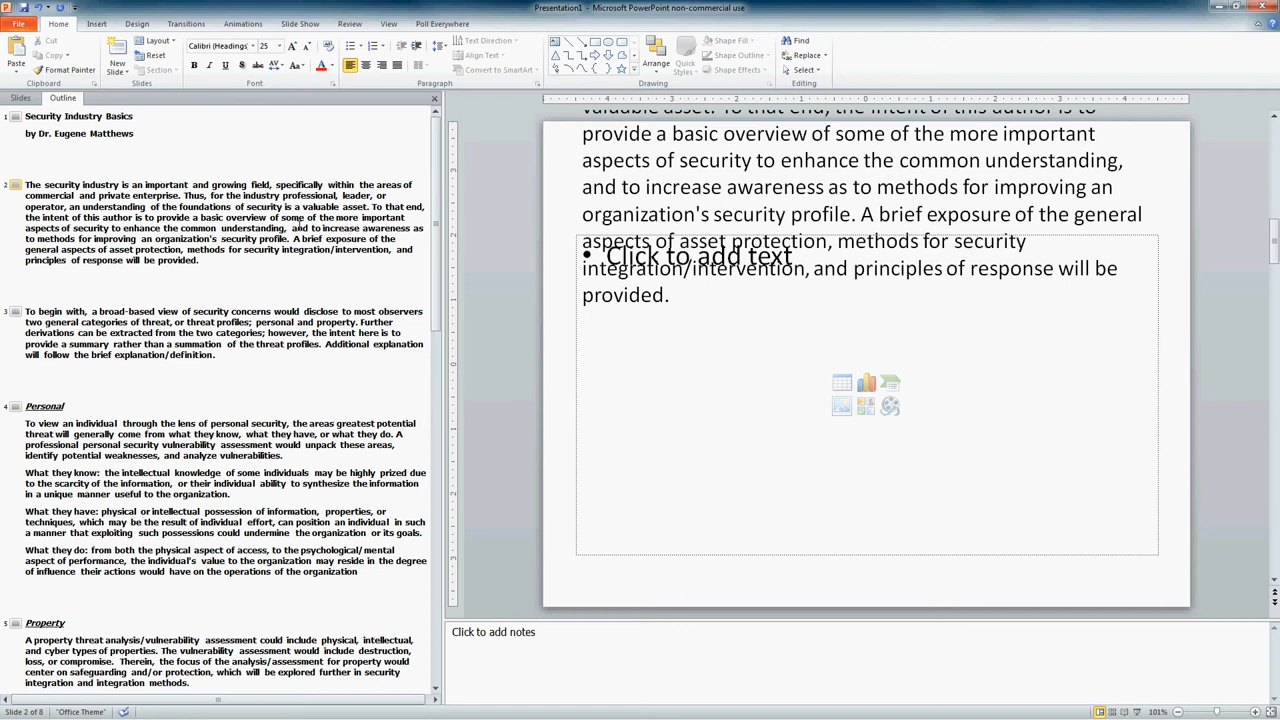 Presentation1 - Microsoft PowerPoint non-commercial use
File Home Insert Design Transitions Animations Slide Show Review View Poll Everywhere
Paste
Cut
Copy
Format Painter
Clipboard
New
Slide
Layout
Reset
Section
Slides
Calibri (Headings) 25
B I U S abc AV Aa A
Font
Paragraph
Text Direction
Align Text
Convert to SmartArt
Drawing
Arrange
Quick
Styles
Shape Fill
Shape Outline
Shape Effects
Find
Replace
Select
Editing
Slides Outline
1 Security Industry Basics
by Dr. Eugene Matthews
2 The security industry is an important and growing field, specifically within the areas of
commercial and private enterprise. Thus, for the industry professional, leader, or
operator, an understanding of the foundations of security is a valuable asset. To that end,
the intent of this author is to provide a basic overview of some of the more important
aspects of security to enhance the common understanding, and to increase awareness as
to methods for improving an organization's security profile. A brief exposure of the
general aspects of asset protection, methods for security integration/intervention, and
principles of response will be provided.
3 To begin with, a broad-based view of security concerns would disclose to most observers
two general categories of threat, or threat profiles; personal and property. Further
derivations can be extracted from the two categories; however, the intent here is to
provide a summary rather than a summation of the threat profiles. Additional explanation
will follow the brief explanation/definition.
4 Personal
To view an individual through the lens of personal security, the areas greatest potential
threat will generally come from what they know, what they have, or what they do. A
professional personal security vulnerability assessment would unpack these areas,
identify potential weaknesses, and analyze vulnerabilities.
What they know: the intellectual knowledge of some individuals may be highly prized due
to the scarcity of the information, or their individual ability to synthesize the information
in a unique manner useful to the organization.
What they have: physical or intellectual possession of information, properties, or
techniques, which may be the result of individual effort, can position an individual in such
a manner that exploiting such possessions could undermine the organization or its goals.
What they do: from both the physical aspect of access, to the psychological/mental
aspect of performance, the individual's value to the organization may reside in the degree
of influence their actions would have on the operations of the organization
5 Property
A property threat analysis/vulnerability assessment could include physical, intellectual,
and cyber types of properties. The vulnerability assessment would include destruction,
loss, or compromise. Therein, the focus of the analysis/assessment for property would
center on safeguarding and/or protection, which will be explored further in security
integration and integration methods.
valuable asset. To that end, the intent of this author is to
provide a basic overview of some of the more important
aspects of security to enhance the common understanding,
and to increase awareness as to methods for improving an
organization's security profile. A brief exposure of the general
aspects of asset protection, methods for security
• Click to add text
integration/intervention, and principles of response will be
provided.
Click to add notes
Slide 2 of 8 "Office Theme" 101%